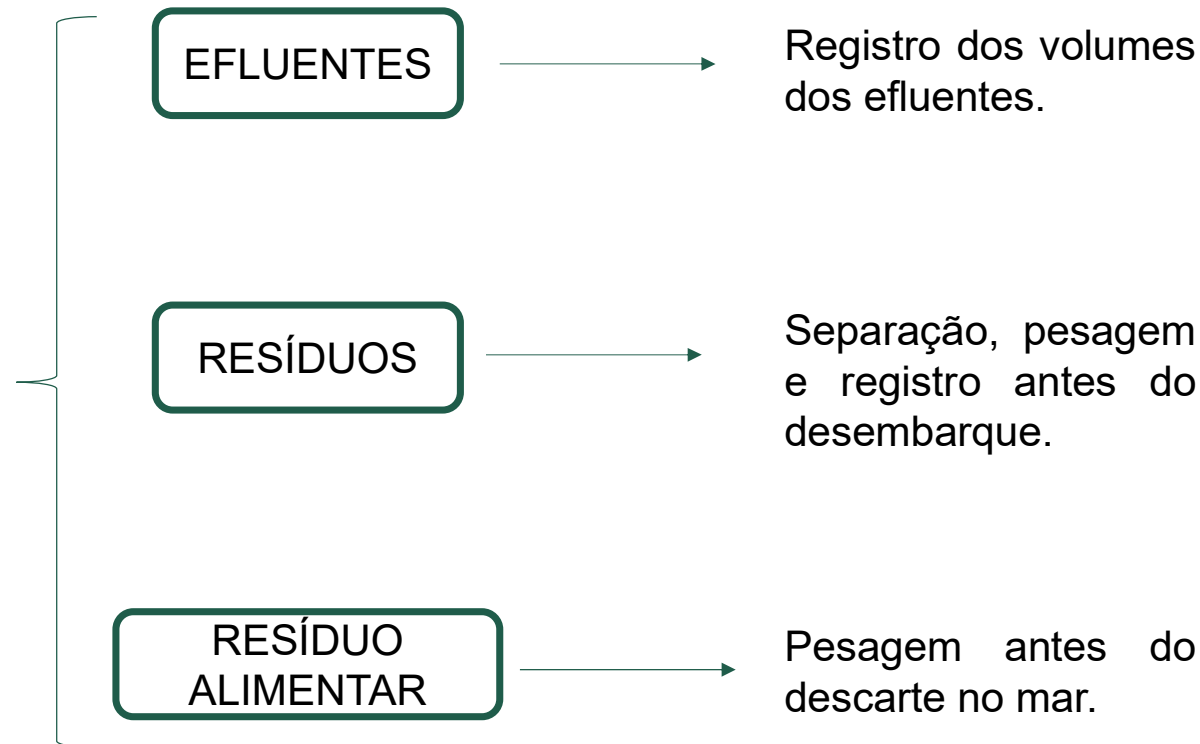 EFLUENTES
Registro dos volumes
dos efluentes.
RESÍDUOS
Separação, pesagem
e registro antes do
desembarque.
RESÍDUO
ALIMENTAR
Pesagem antes do
descarte no mar.